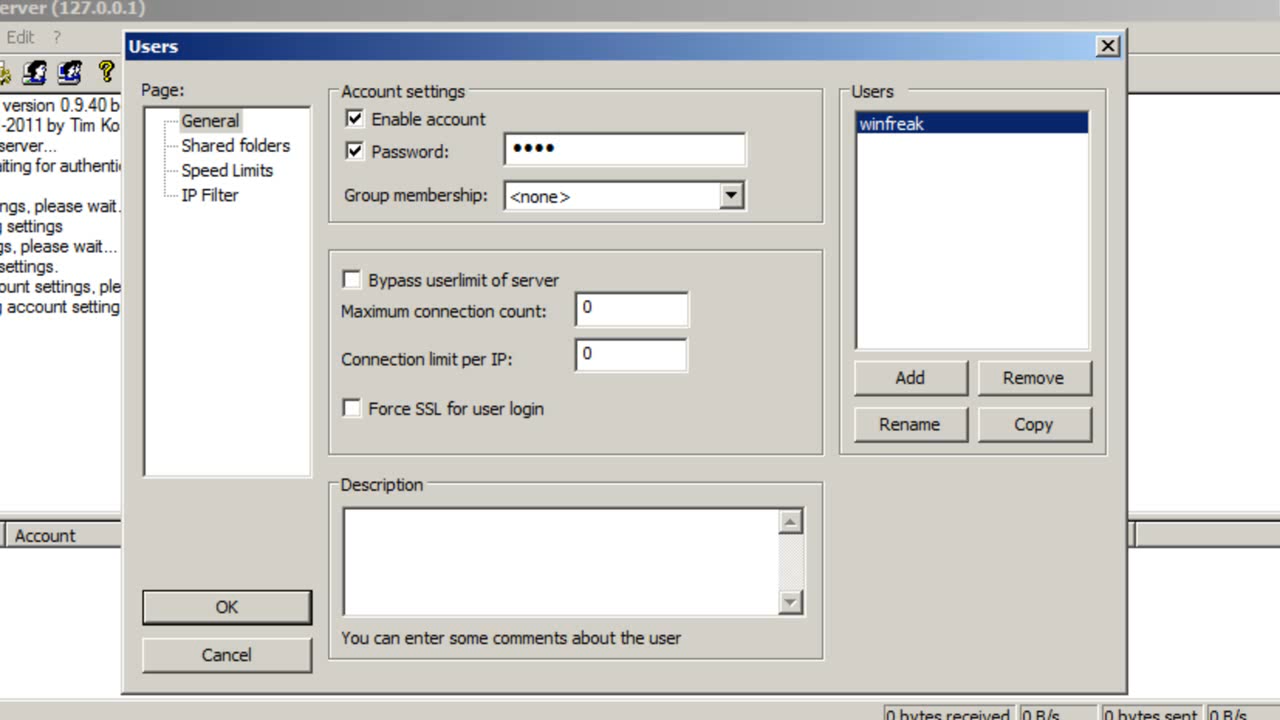 erver (127.0.0.1)
Edit ?
version 0.9.40 b
-2011 by Tim Ko
server...
iting for authenti
ngs, please wait.
g settings
gs, please wait...
settings.
ount settings, ple
g account setting
Account
Users
Page:
General
Shared folders
Speed Limits
IP Filter
OK
Cancel
Account settings
Enable account
Password: ••••
Group membership: <none>
Bypass userlimit of server
Maximum connection count: 0
Connection limit per IP: 0
Force SSL for user login
Description
You can enter some comments about the user
Users
winfreak
Add Remove
Rename Copy
0 bytes received 0 B/s 0 bytes sent 0 B/s